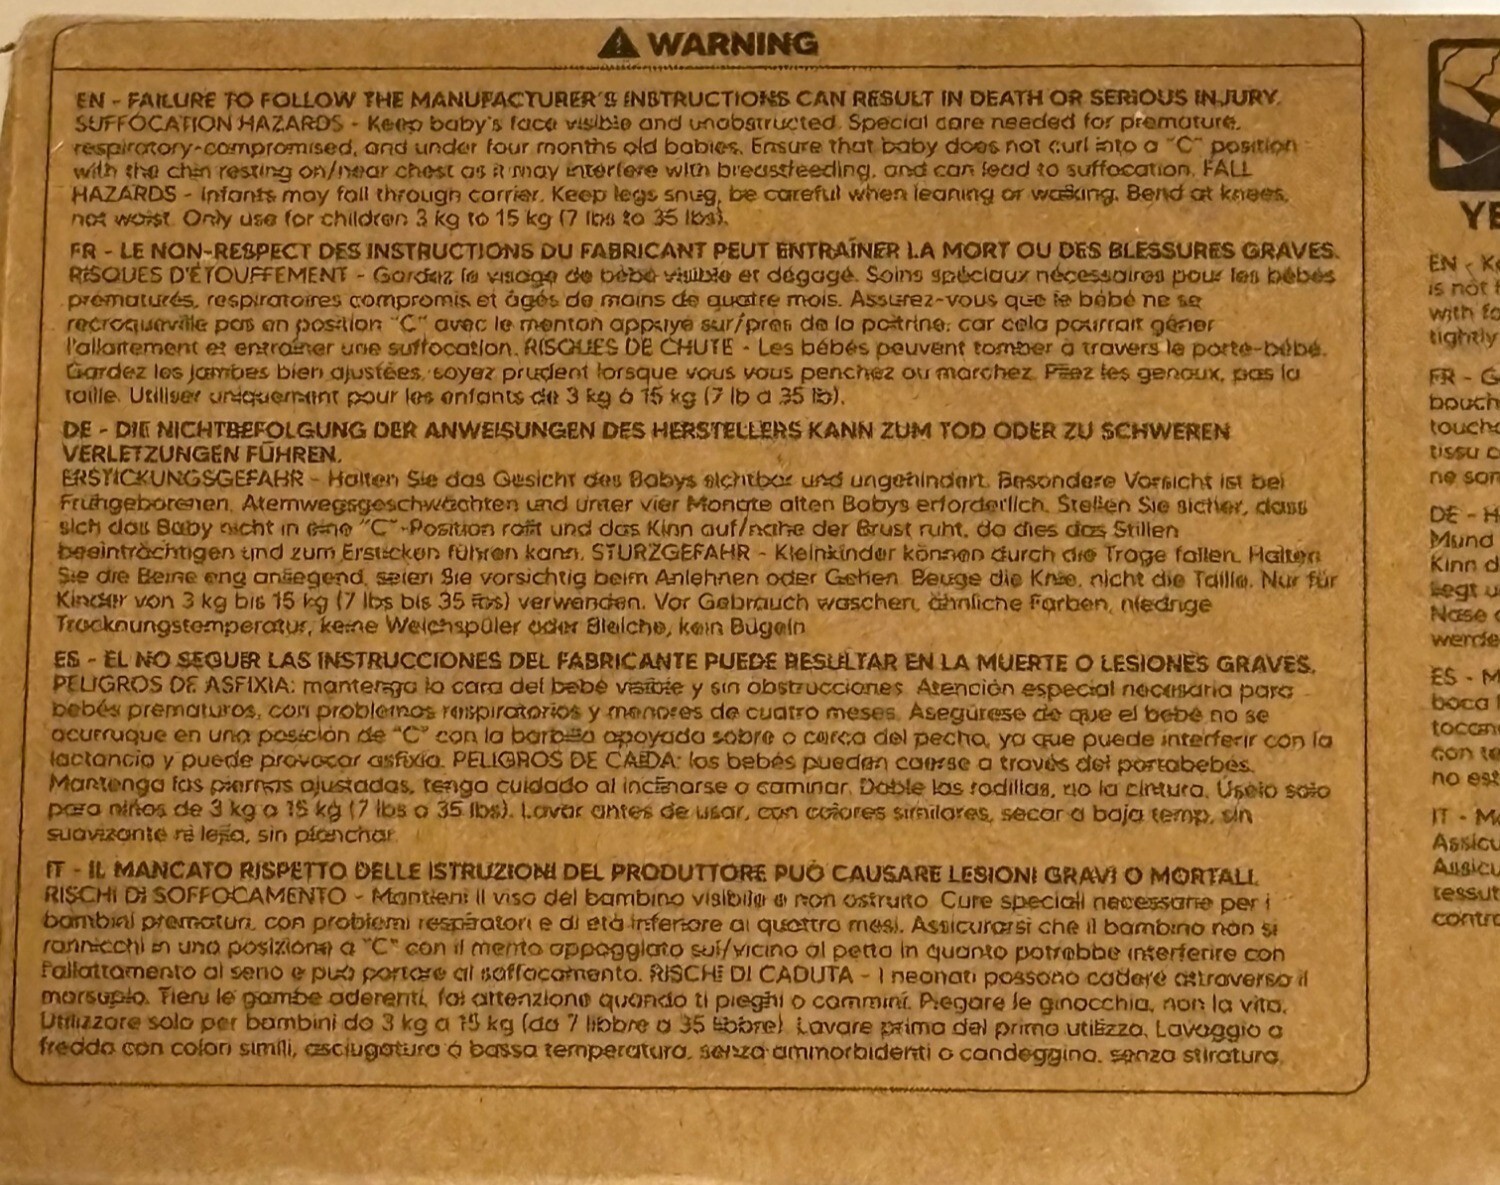 WARNING
EN - FAILURE TO FOLLOW THE MANUFACTURER'S INSTRUCTIONS CAN RESULT IN DEATH OR SERIOUS INJURY.
SUFFOCATION HAZARDS - Keep baby's face visible and unobstructed. Special care needed for premature,
respiratory-compromised, and under four months old babies. Ensure that baby does not curl into a "C" position
with the chin resting on/near chest as it may interfere with breastfeeding, and can lead to suffocation. FALL
HAZARDS - Infants may fall through carrier. Keep legs snug, be careful when leaning or walking. Bend at knees,
not waist. Only use for children 3 kg to 15 kg (7 lbs to 35 lbs).
FR - LE NON-RESPECT DES INSTRUCTIONS DU FABRICANT PEUT ENTRAÎNER LA MORT OU DES BLESSURES GRAVES.
RISQUES D'ÉTOUFFEMENT - Gardez le visage de bébé visible et dégagé. Soins spéciaux nécessaires pour les bébés
prématurés, respiratoires compromis et âgés de moins de quatre mois. Assurez-vous que le bébé ne se
recroqueville pas en position "C" avec le menton appuyé sur/près de la poitrine, car cela pourrait gêner
l'allaitement et entraîner une suffocation. RISQUES DE CHUTE - Les bébés peuvent tomber à travers le porte-bébé.
Gardez les jambes bien ajustées, soyez prudent lorsque vous vous penchez ou marchez. Pliez les genoux, pas la
taille. Utiliser uniquement pour les enfants de 3 kg à 15 kg (7 lb à 35 lb).
DE - DIE NICHTBEFOLGUNG DER ANWEISUNGEN DES HERSTELLERS KANN ZUM TOD ODER ZU SCHWEREN
VERLETZUNGEN FÜHREN.
ERSTICKUNGSGEFAHR - Halten Sie das Gesicht des Babys sichtbar und ungehindert. Besondere Vorsicht ist bei
Frühgeborenen, Atemwegsgeschwächten und unter vier Monate alten Babys erforderlich. Stellen Sie sicher, dass
sich das Baby nicht in eine "C"-Position rollt und das Kinn auf/nahe der Brust ruht, da dies das Stillen
beeinträchtigen und zum Ersticken führen kann. STURZGEFAHR - Kleinkinder können durch die Trage fallen. Halten
Sie die Beine eng anliegend, seien Sie vorsichtig beim Anlehnen oder Gehen. Beuge die Knie, nicht die Taille. Nur für
Kinder von 3 kg bis 15 kg (7 lbs bis 35 lbs) verwenden. Vor Gebrauch waschen, ähnliche Farben, niedrige
Trocknungstemperatur, keine Weichspüler oder Bleiche, kein Bügeln
ES - EL NO SEGUIR LAS INSTRUCCIONES DEL FABRICANTE PUEDE RESULTAR EN LA MUERTE O LESIONES GRAVES.
PELIGROS DE ASFIXIA: mantenga la cara del bebé visible y sin obstrucciones. Atención especial necesaria para
bebés prematuros, con problemas respiratorios y menores de cuatro meses. Asegúrese de que el bebé no se
acurruque en una posición de "C" con la barbilla apoyada sobre o cerca del pecho, ya que puede interferir con la
lactancia y puede provocar asfixia. PELIGROS DE CAÍDA: los bebés pueden caerse a través del portabebés.
Mantenga las piernas ajustadas, tenga cuidado al inclinarse o caminar. Doble las rodillas, no la cintura. Úselo solo
para niños de 3 kg a 15 kg (7 lbs a 35 lbs). Lavar antes de usar, con colores similares, secar a baja temp, sin
suavizante ni lejía, sin planchar.
IT - IL MANCATO RISPETTO DELLE ISTRUZIONI DEL PRODUTTORE PUÒ CAUSARE LESIONI GRAVI O MORTALI.
RISCHI DI SOFFOCAMENTO - Mantieni il viso del bambino visibile e non ostruito. Cure speciali necessarie per i
bambini prematuri, con problemi respiratori e di età inferiore ai quattro mesi. Assicurarsi che il bambino non si
rannicchi in una posizione a "C" con il mento appoggiato sul/vicino al petto in quanto potrebbe interferire con
l'allattamento al seno e può portare al soffocamento. RISCHI DI CADUTA - I neonati possono cadere attraverso il
marsupio. Tieni le gambe aderenti, fai attenzione quando ti pieghi o cammini. Piegare le ginocchia, non la vita.
Utilizzare solo per bambini da 3 kg a 15 kg (da 7 libbre a 35 libbre). Lavare prima del primo utilizzo. Lavaggio a
freddo con colori simili, asciugatura a bassa temperatura, senza ammorbidenti o candeggina, senza stiratura.
EN -
is not
with
tightly
FR -
bouch
touch
tissu
ne
DE - H
Mund
Kinn d
liegt u
Nase
werde
ES - M
boca
con te
no est
IT - M
Assicu
Assicu
tessut
contro